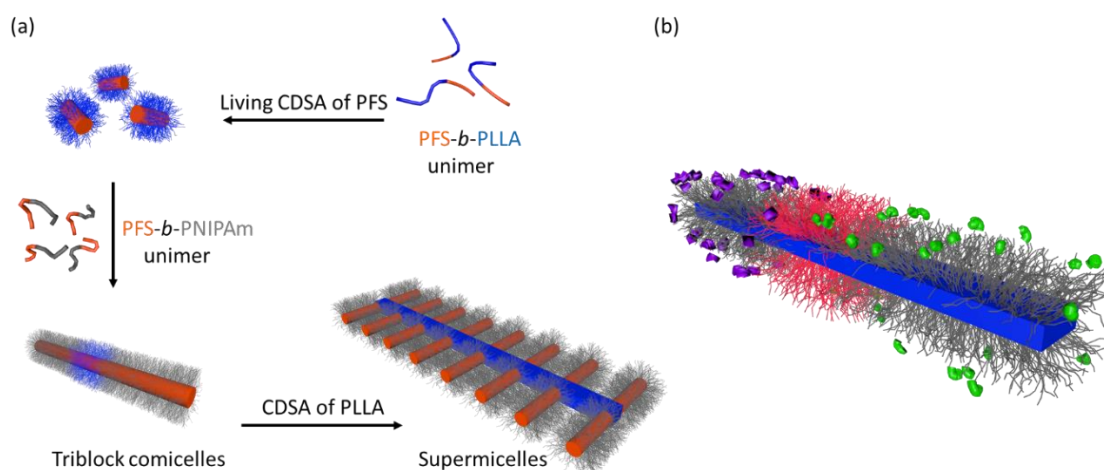 (a)
(b)
Living CDSA of PFS
PFS-b-PLLA
unimer
PFS-b-PNIPAm
unimer
CDSA of PLLA
Triblock comicelles
Supermicelles